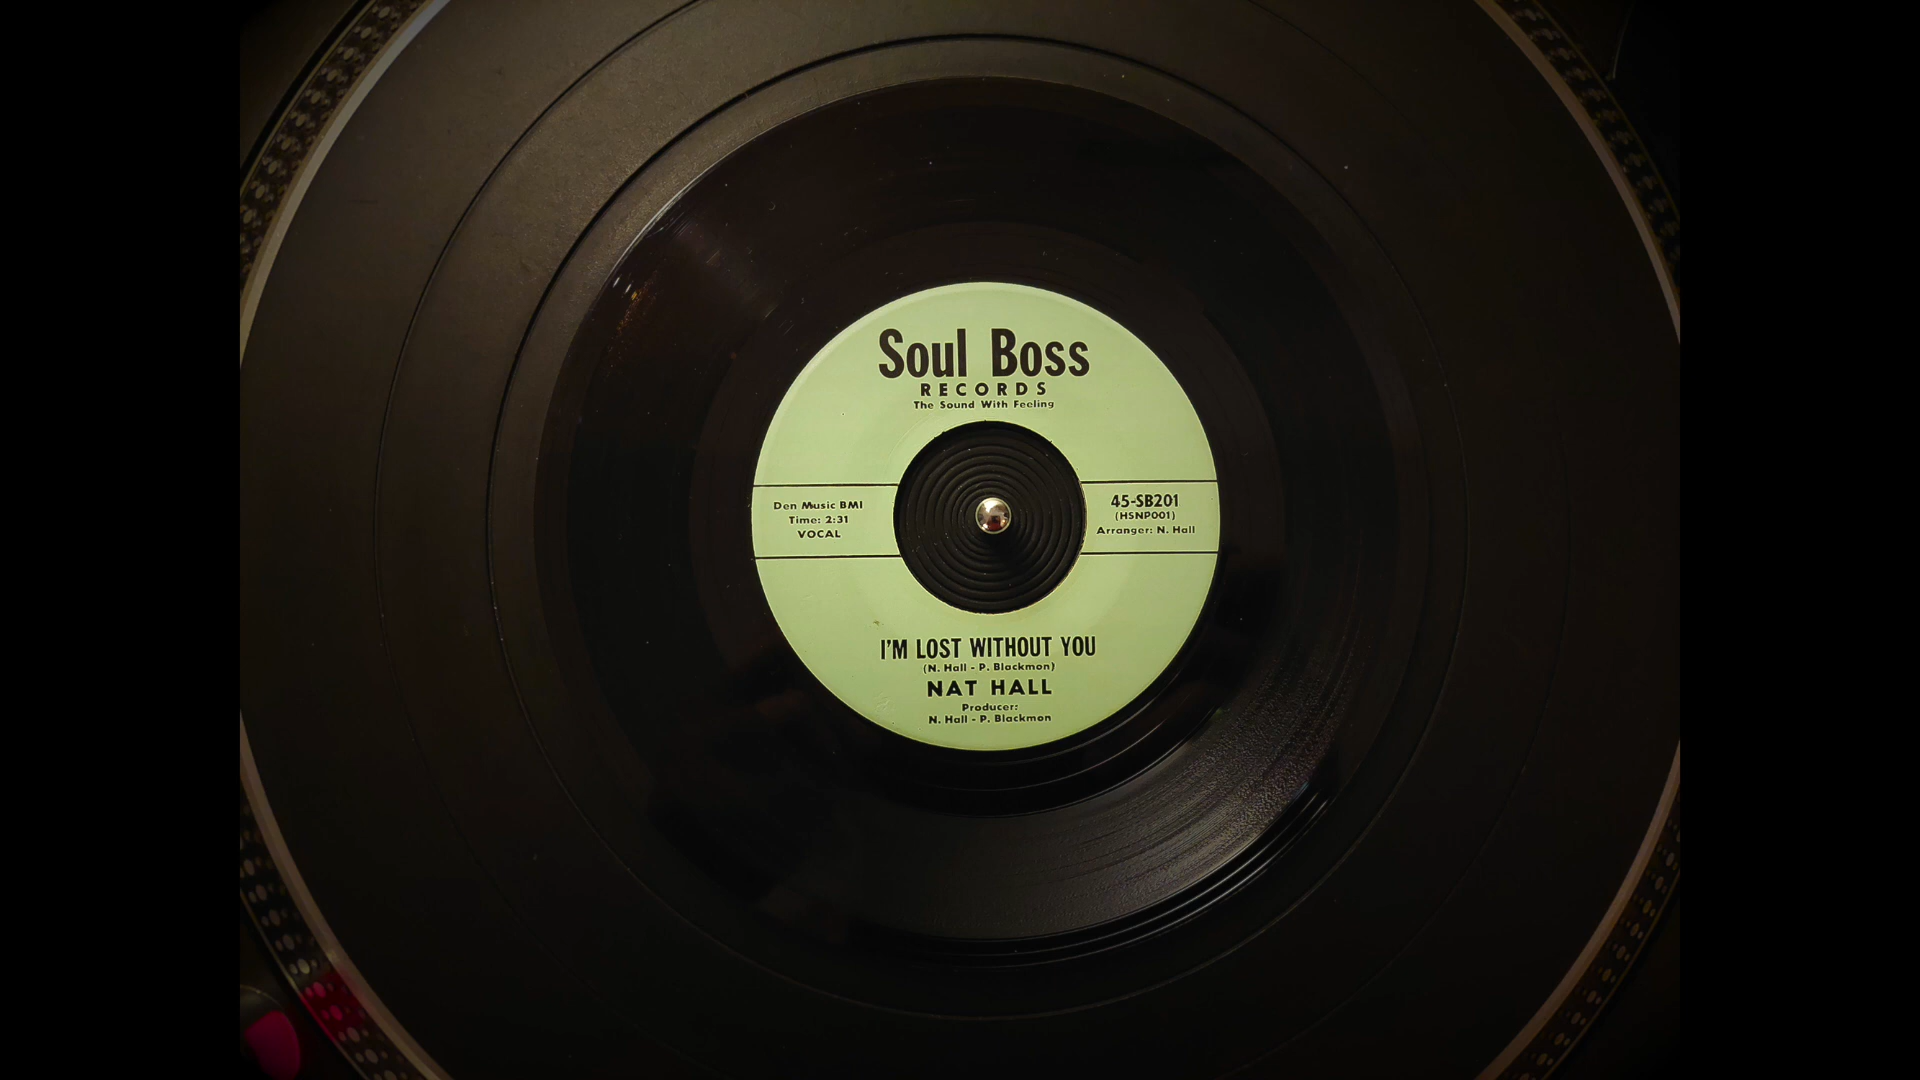 Soul Boss
RECORDS
The Sound With Feeling
Den Music BMI
Time: 2:31
VOCAL
45-SB201
(HSNP001)
Arranger: N. Hall
I'M LOST WITHOUT YOU
(N. Hall - P. Blackmon)
NAT HALL
Producer:
N. Hall - P. Blackmon